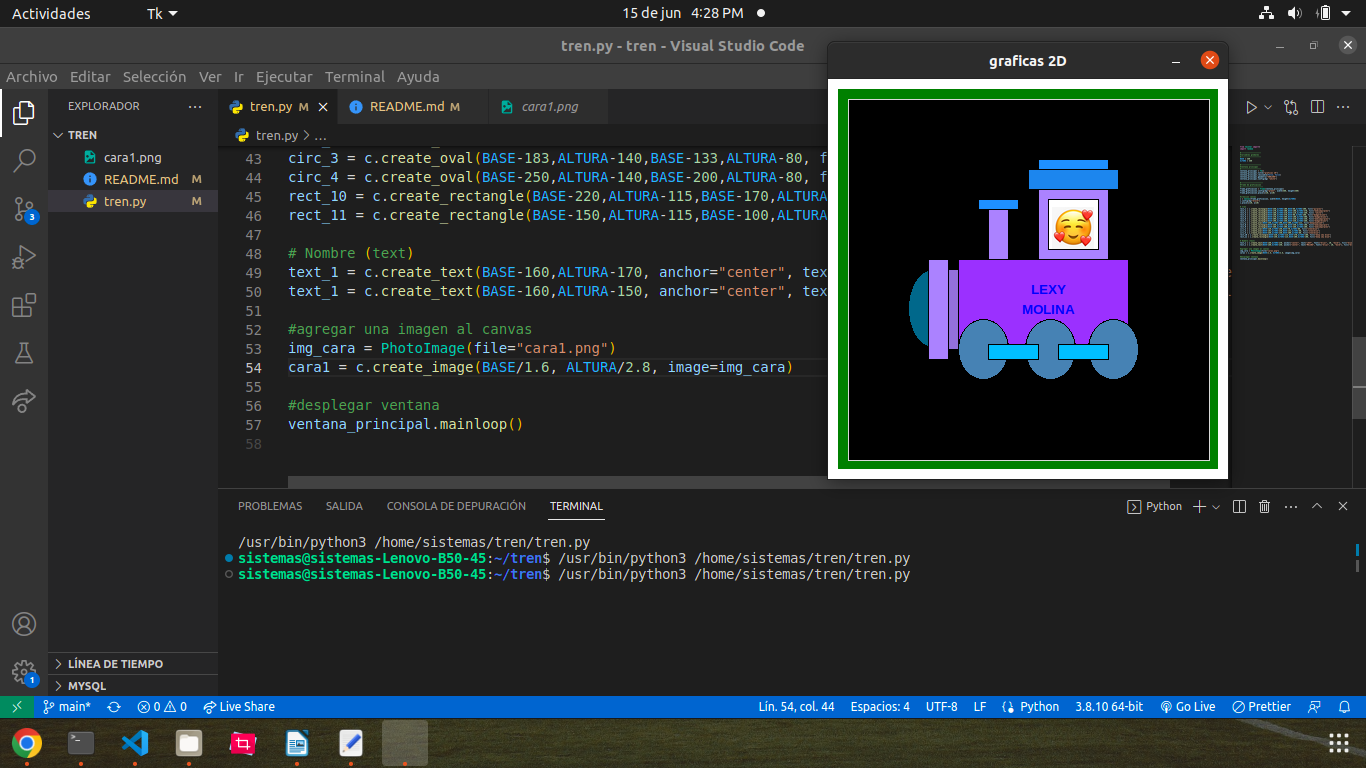 Actividades Tk 15 de jun 4:28 PM
tren.py - tren - Visual Studio Code
Archivo Editar Selección Ver Ir Ejecutar Terminal Ayuda
EXPLORADOR
TREN
cara1.png
README.md M
tren.py M
LÍNEA DE TIEMPO
MYSQL
3
1
tren.py M README.md M cara1.png
tren.py > ...
43 circ_3 = c.create_oval(BASE-183,ALTURA-140,BASE-133,ALTURA-80, f
44 circ_4 = c.create_oval(BASE-250,ALTURA-140,BASE-200,ALTURA-80, f
45 rect_10 = c.create_rectangle(BASE-220,ALTURA-115,BASE-170,ALTURA
46 rect_11 = c.create_rectangle(BASE-150,ALTURA-115,BASE-100,ALTURA
47
48 # Nombre (text)
49 text_1 = c.create_text(BASE-160,ALTURA-170, anchor="center", tex
50 text_1 = c.create_text(BASE-160,ALTURA-150, anchor="center", tex
51
52 #agregar una imagen al canvas
53 img_cara = PhotoImage(file="cara1.png")
54 cara1 = c.create_image(BASE/1.6, ALTURA/2.8, image=img_cara)
55
56 #desplegar ventana
57 ventana_principal.mainloop()
58
graficas 2D
LEXY
MOLINA
PROBLEMAS SALIDA CONSOLA DE DEPURACIÓN TERMINAL Python
/usr/bin/python3 /home/sistemas/tren/tren.py
sistemas@sistemas-Lenovo-B50-45:~/tren$ /usr/bin/python3 /home/sistemas/tren/tren.py
sistemas@sistemas-Lenovo-B50-45:~/tren$ /usr/bin/python3 /home/sistemas/tren/tren.py
main* 0 0 Live Share Lín. 54, col. 44 Espacios: 4 UTF-8 LF Python 3.8.10 64-bit Go Live Prettier